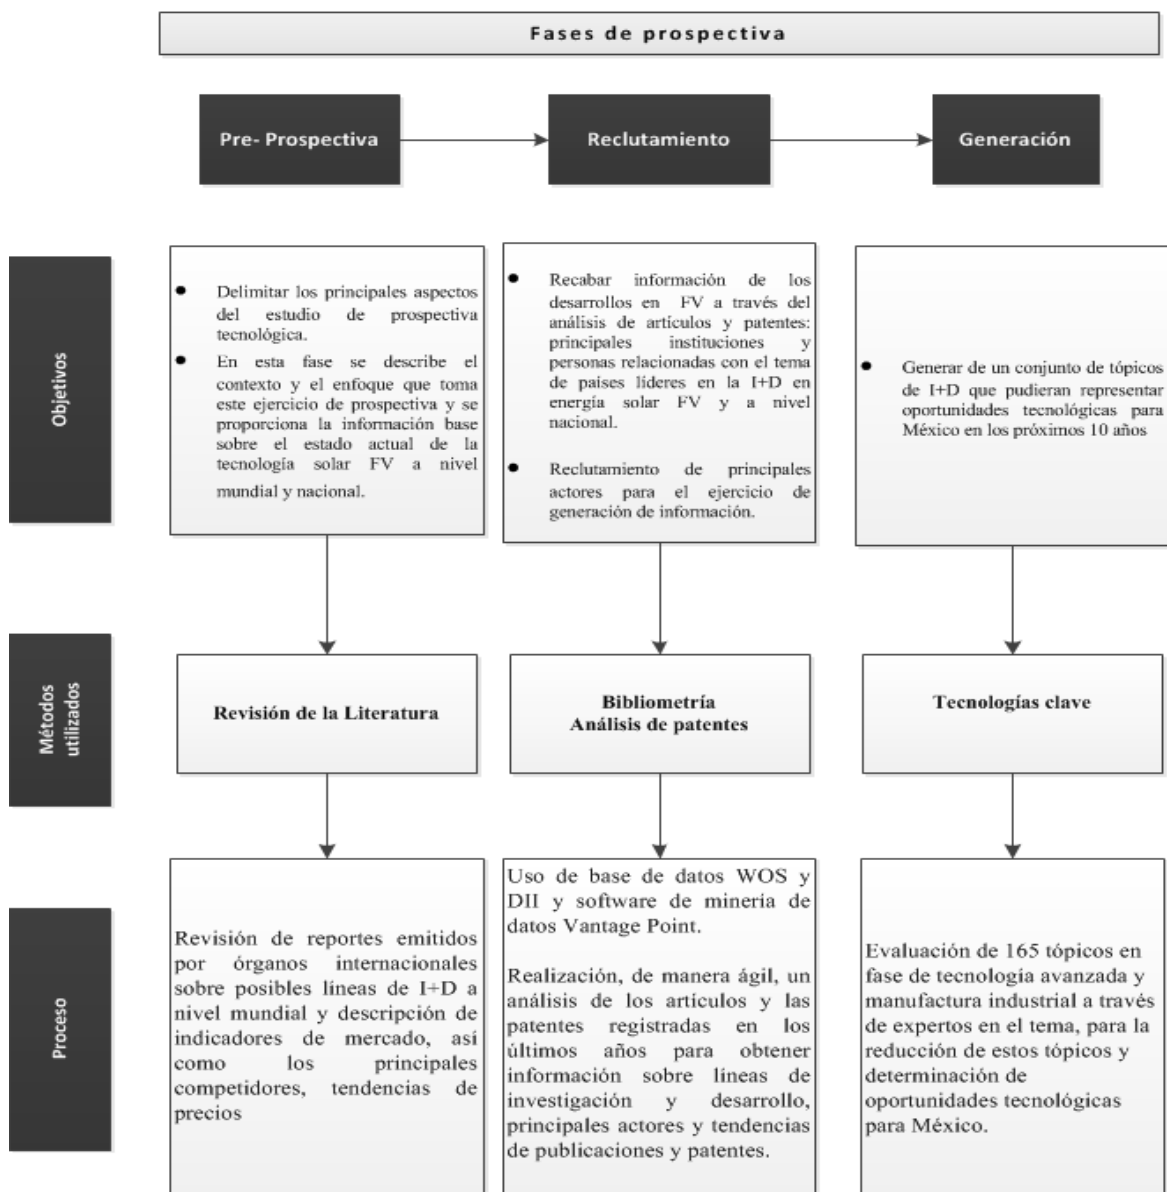 Fases de prospectiva
Pre- Prospectiva
Reclutamiento
Generación
Objetivos
● Delimitar los principales aspectos
del estudio de prospectiva
tecnológica.
● En esta fase se describe el
contexto y el enfoque que toma
este ejercicio de prospectiva y se
proporciona la información base
sobre el estado actual de la
tecnología solar FV a nivel
mundial y nacional.
● Recabar información de los
desarrollos en FV a través del
análisis de artículos y patentes:
principales instituciones y
personas relacionadas con el tema
de países líderes en la I+D en
energía solar FV y a nivel
nacional.
● Reclutamiento de principales
actores para el ejercicio de
generación de información.
● Generar de un conjunto de tópicos
de I+D que pudieran representar
oportunidades tecnológicas para
México en los próximos 10 años
Métodos
utilizados
Revisión de la Literatura
Bibliometría
Análisis de patentes
Tecnologías clave
Proceso
Revisión de reportes emitidos
por órganos internacionales
sobre posibles líneas de I+D a
nivel mundial y descripción de
indicadores de mercado, así
como los principales
competidores, tendencias de
precios
Uso de base de datos WOS y
DII y software de minería de
datos Vantage Point.
Realización, de manera ágil, un
análisis de los artículos y las
patentes registradas en los
últimos años para obtener
información sobre líneas de
investigación y desarrollo,
principales actores y tendencias
de publicaciones y patentes.
Evaluación de 165 tópicos en
fase de tecnología avanzada y
manufactura industrial a través
de expertos en el tema, para la
reducción de estos tópicos y
determinación de
oportunidades tecnológicas
para México.